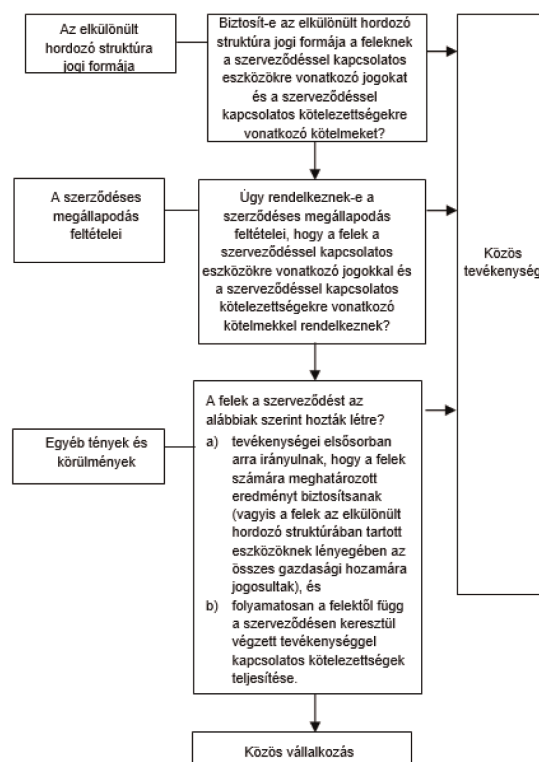 Az elkülönült
hordozó struktúra
jogi formája
Biztosít-e az elkülönült hordozó
struktúra jogi formája a feleknek
a szerveződéssel kapcsolatos
eszközökre vonatkozó jogokat
és a szerveződéssel
kapcsolatos kötelezettségekre
vonatkozó kötelmeket?
A szerződéses
megállapodás
feltételei
Úgy rendelkeznek-e a
szerződéses megállapodás
feltételei, hogy a felek a
szerveződéssel kapcsolatos
eszközökre vonatkozó jogokkal és
a szerveződéssel kapcsolatos
kötelezettségekre vonatkozó
kötelmekkel rendelkeznek?
Közös
tevékenység
Egyéb tények és
körülmények
A felek a szerveződést az
alábbiak szerint hozták létre?
a) tevékenységei elsősorban
arra irányulnak, hogy a felek
számára meghatározott
eredményt biztosítsanak
(vagyis a felek az elkülönült
hordozó struktúrában tartott
eszközöknek lényegében az
összes gazdasági hozamára
jogosultak), és
b) folyamatosan a felektől függ
a szerveződésen keresztül
végzett tevékenységgel
kapcsolatos kötelezettségek
teljesítése.
Közös vállalkozás